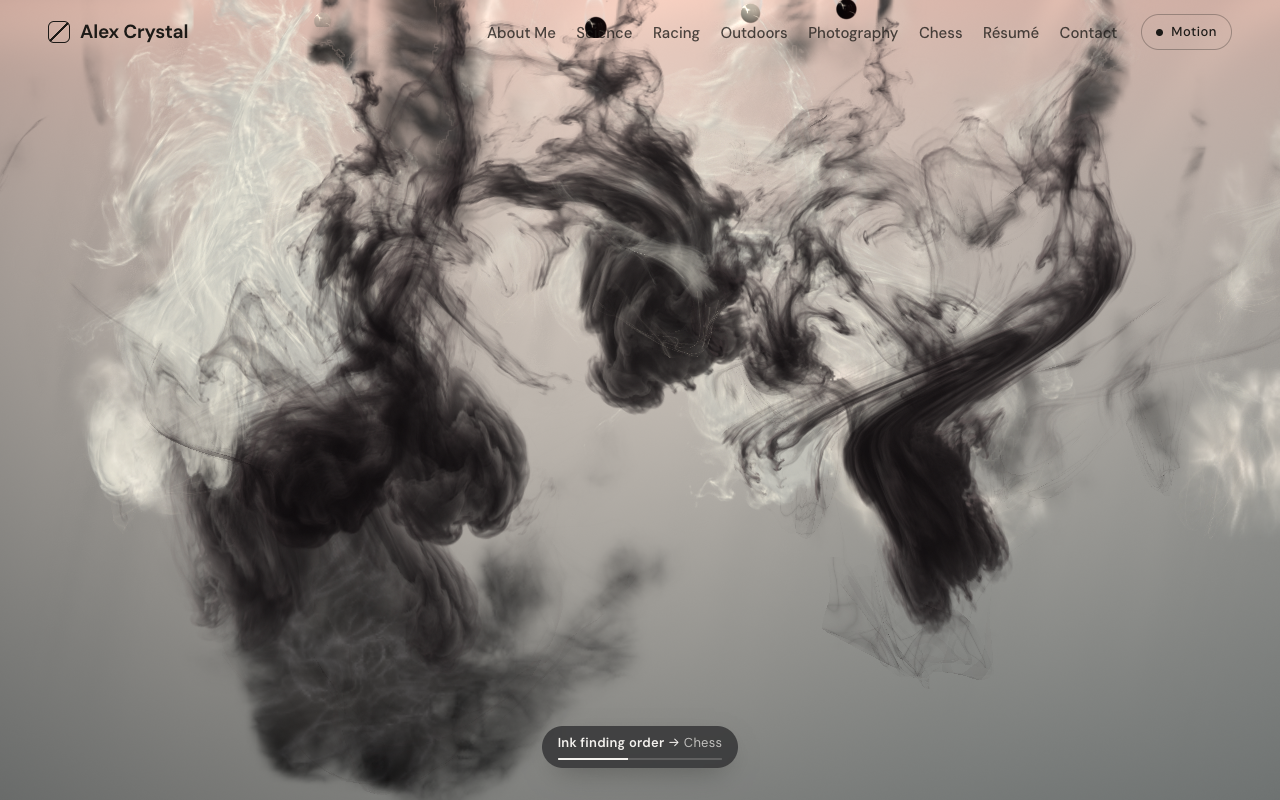 Alex Crystal
About Me Science Racing Outdoors Photography Chess Résumé Contact
Motion
Ink finding order → Chess